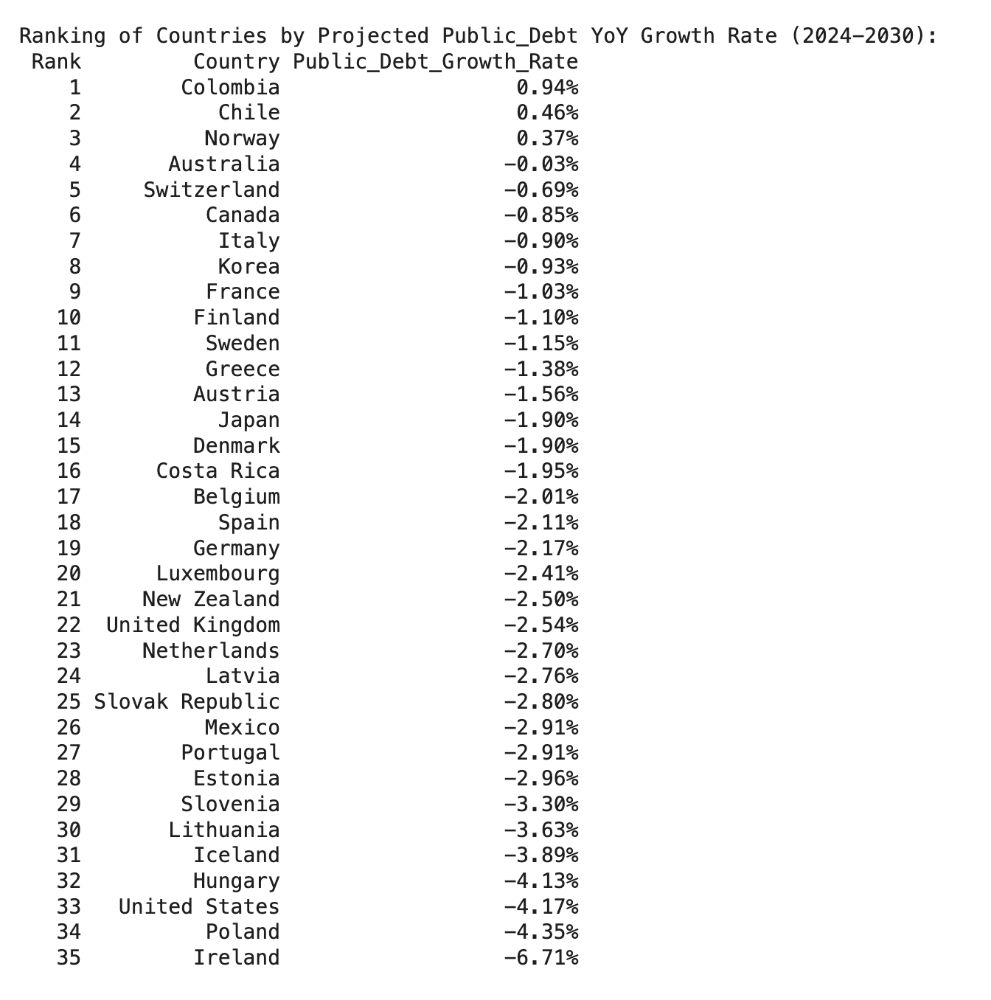 Ranking of Countries by Projected Public_Debt YoY Growth Rate (2024-2030):
Rank Country Public_Debt_Growth_Rate
1 Colombia 0.94%
2 Chile 0.46%
3 Norway 0.37%
4 Australia -0.03%
5 Switzerland -0.69%
6 Canada -0.85%
7 Italy -0.90%
8 Korea -0.93%
9 France -1.03%
10 Finland -1.10%
11 Sweden -1.15%
12 Greece -1.38%
13 Austria -1.56%
14 Japan -1.90%
15 Denmark -1.90%
16 Costa Rica -1.95%
17 Belgium -2.01%
18 Spain -2.11%
19 Germany -2.17%
20 Luxembourg -2.41%
21 New Zealand -2.50%
22 United Kingdom -2.54%
23 Netherlands -2.70%
24 Latvia -2.76%
25 Slovak Republic -2.80%
26 Mexico -2.91%
27 Portugal -2.91%
28 Estonia -2.96%
29 Slovenia -3.30%
30 Lithuania -3.63%
31 Iceland -3.89%
32 Hungary -4.13%
33 United States -4.17%
34 Poland -4.35%
35 Ireland -6.71%